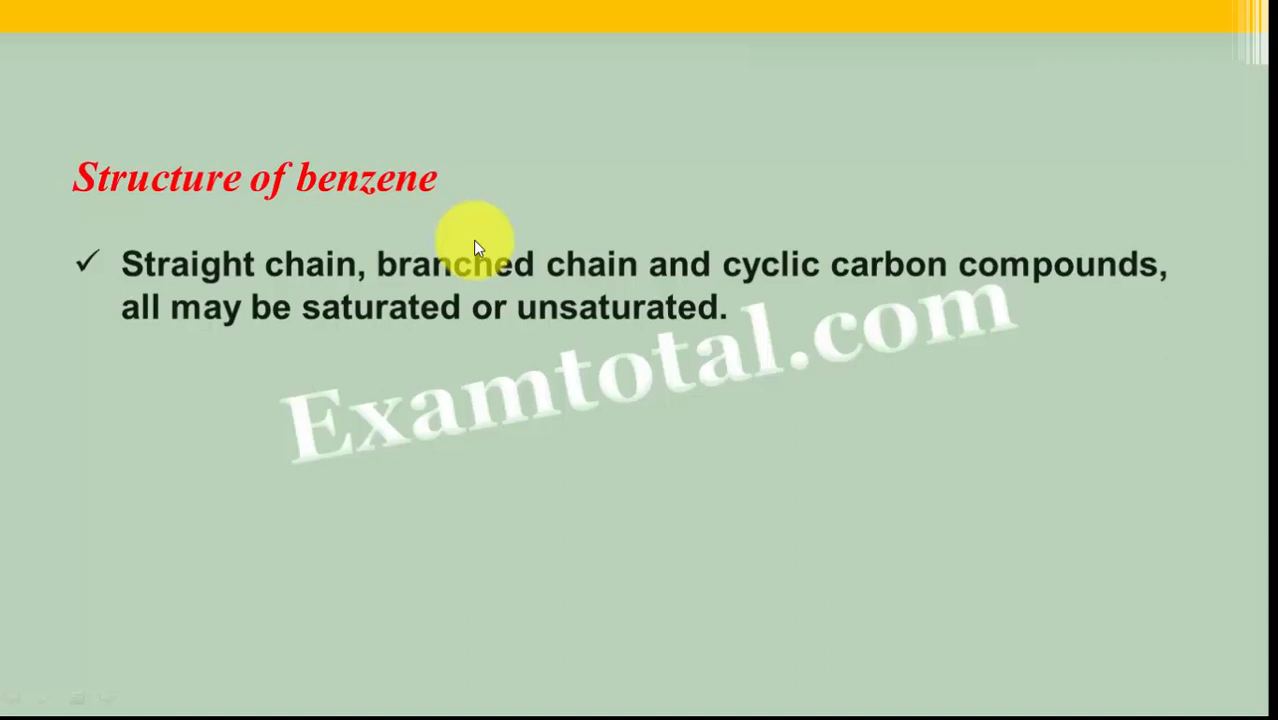 Structure of benzene
✓ Straight chain, branched chain and cyclic carbon compounds,
all may be saturated or unsaturated.
Examtotal.com